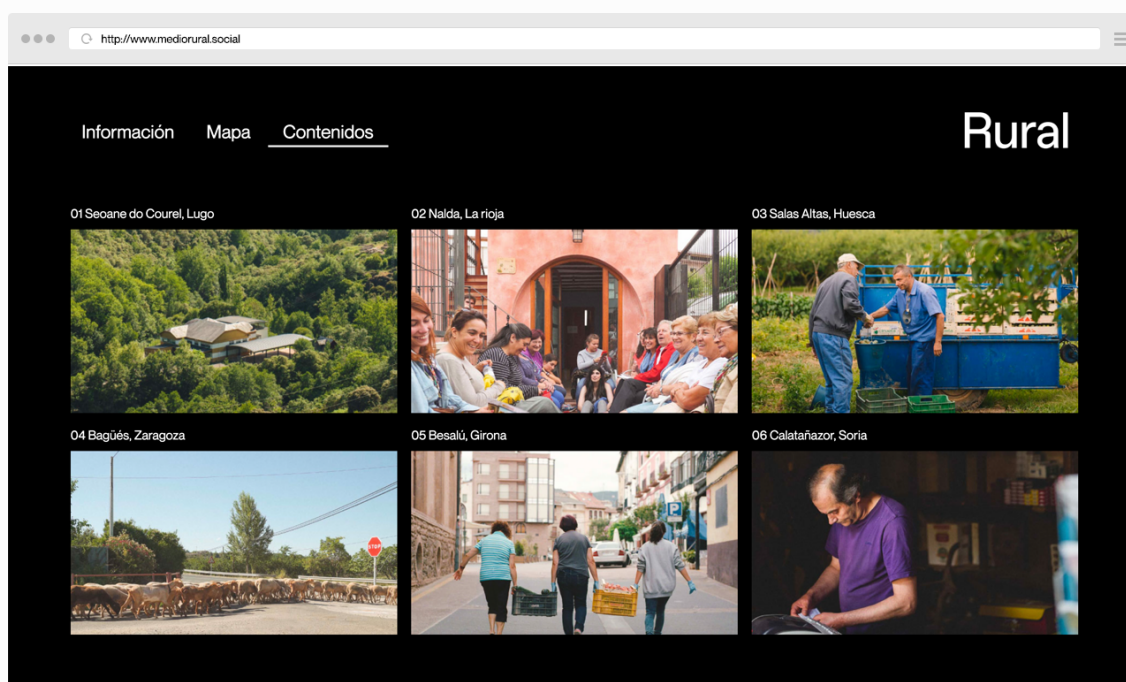 http://www.mediorural.social
Información Mapa Contenidos
Rural
01 Seoane do Courel, Lugo
02 Nalda, La rioja
03 Salas Altas, Huesca
04 Bagüés, Zaragoza
STOP
05 Besalú, Girona
P
06 Calatañazor, Soria